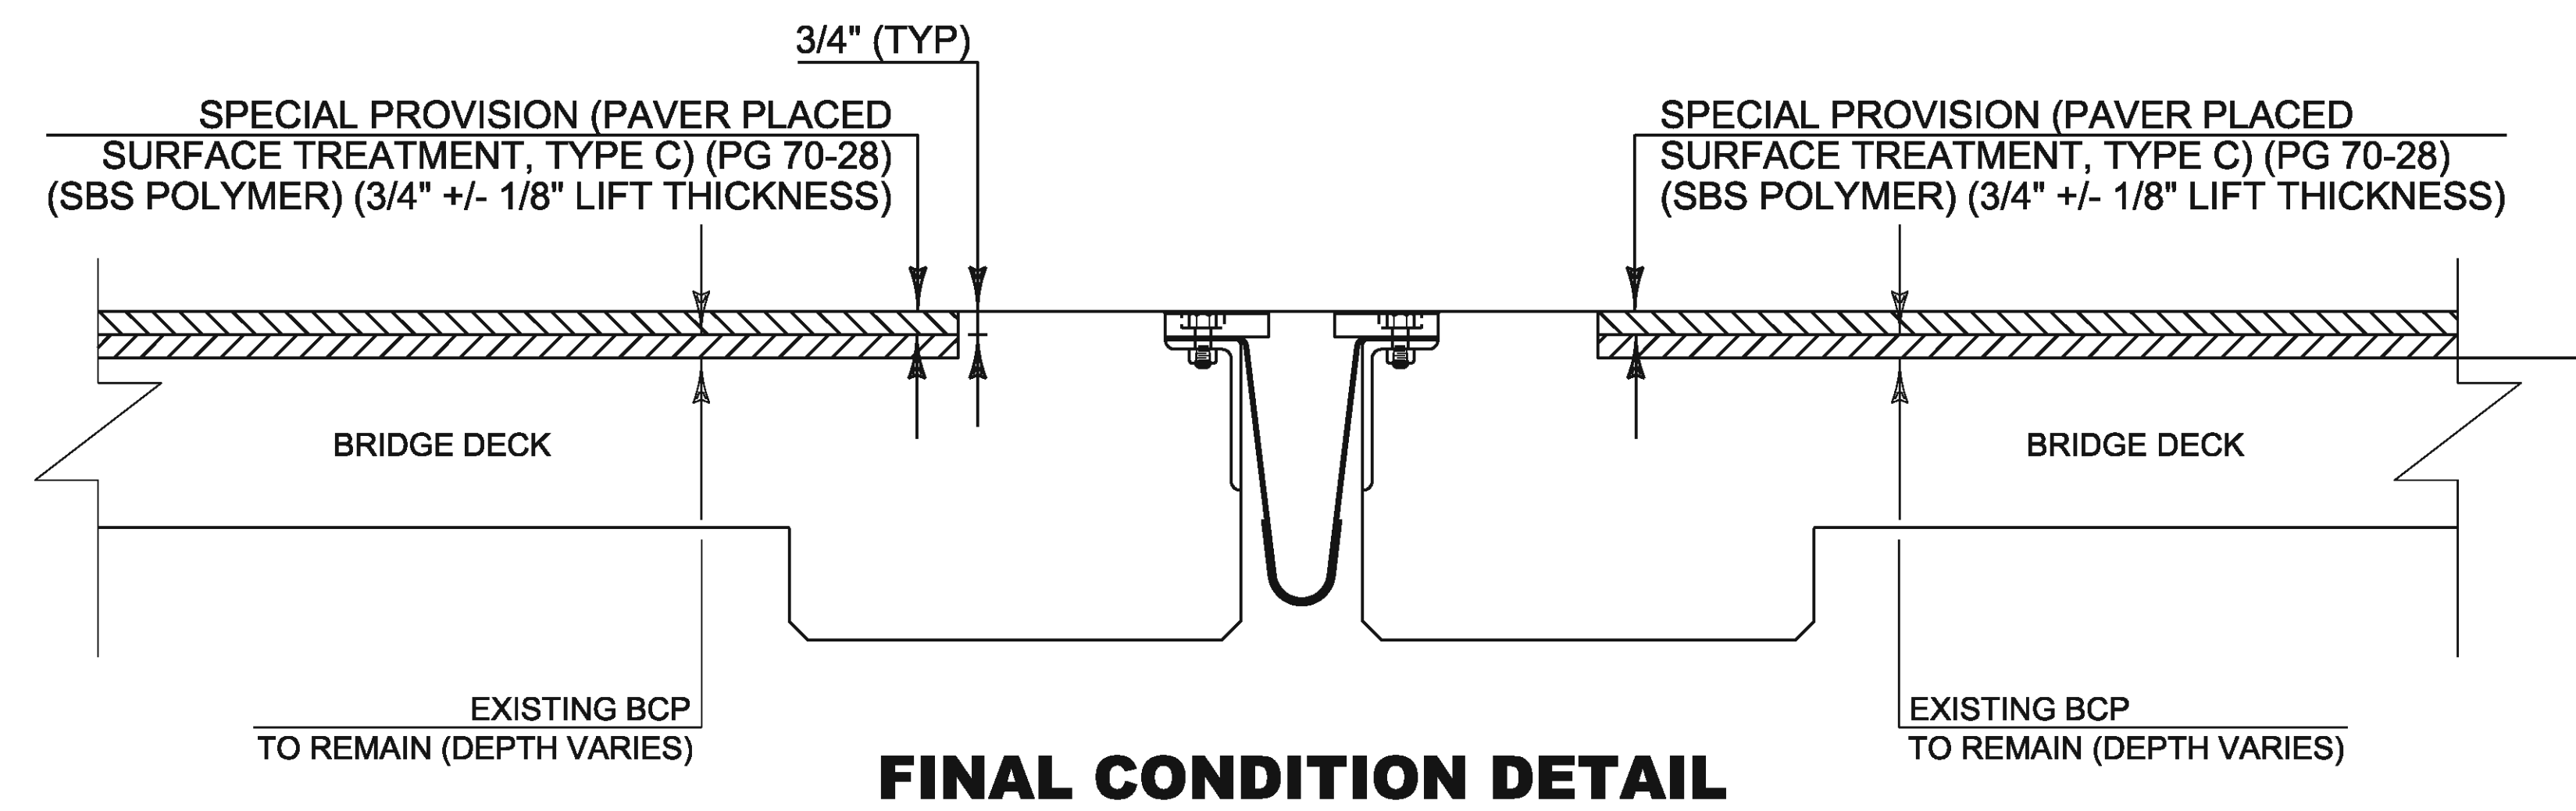 3/4" (TYP)
SPECIAL PROVISION (PAVER PLACED
SURFACE TREATMENT, TYPE C) (PG 70-28)
(SBS POLYMER) (3/4" +/- 1/8" LIFT THICKNESS)
SPECIAL PROVISION (PAVER PLACED
SURFACE TREATMENT, TYPE C) (PG 70-28)
(SBS POLYMER) (3/4" +/- 1/8" LIFT THICKNESS)
BRIDGE DECK
BRIDGE DECK
EXISTING BCP
TO REMAIN (DEPTH VARIES)
EXISTING BCP
TO REMAIN (DEPTH VARIES)
FINAL CONDITION DETAIL